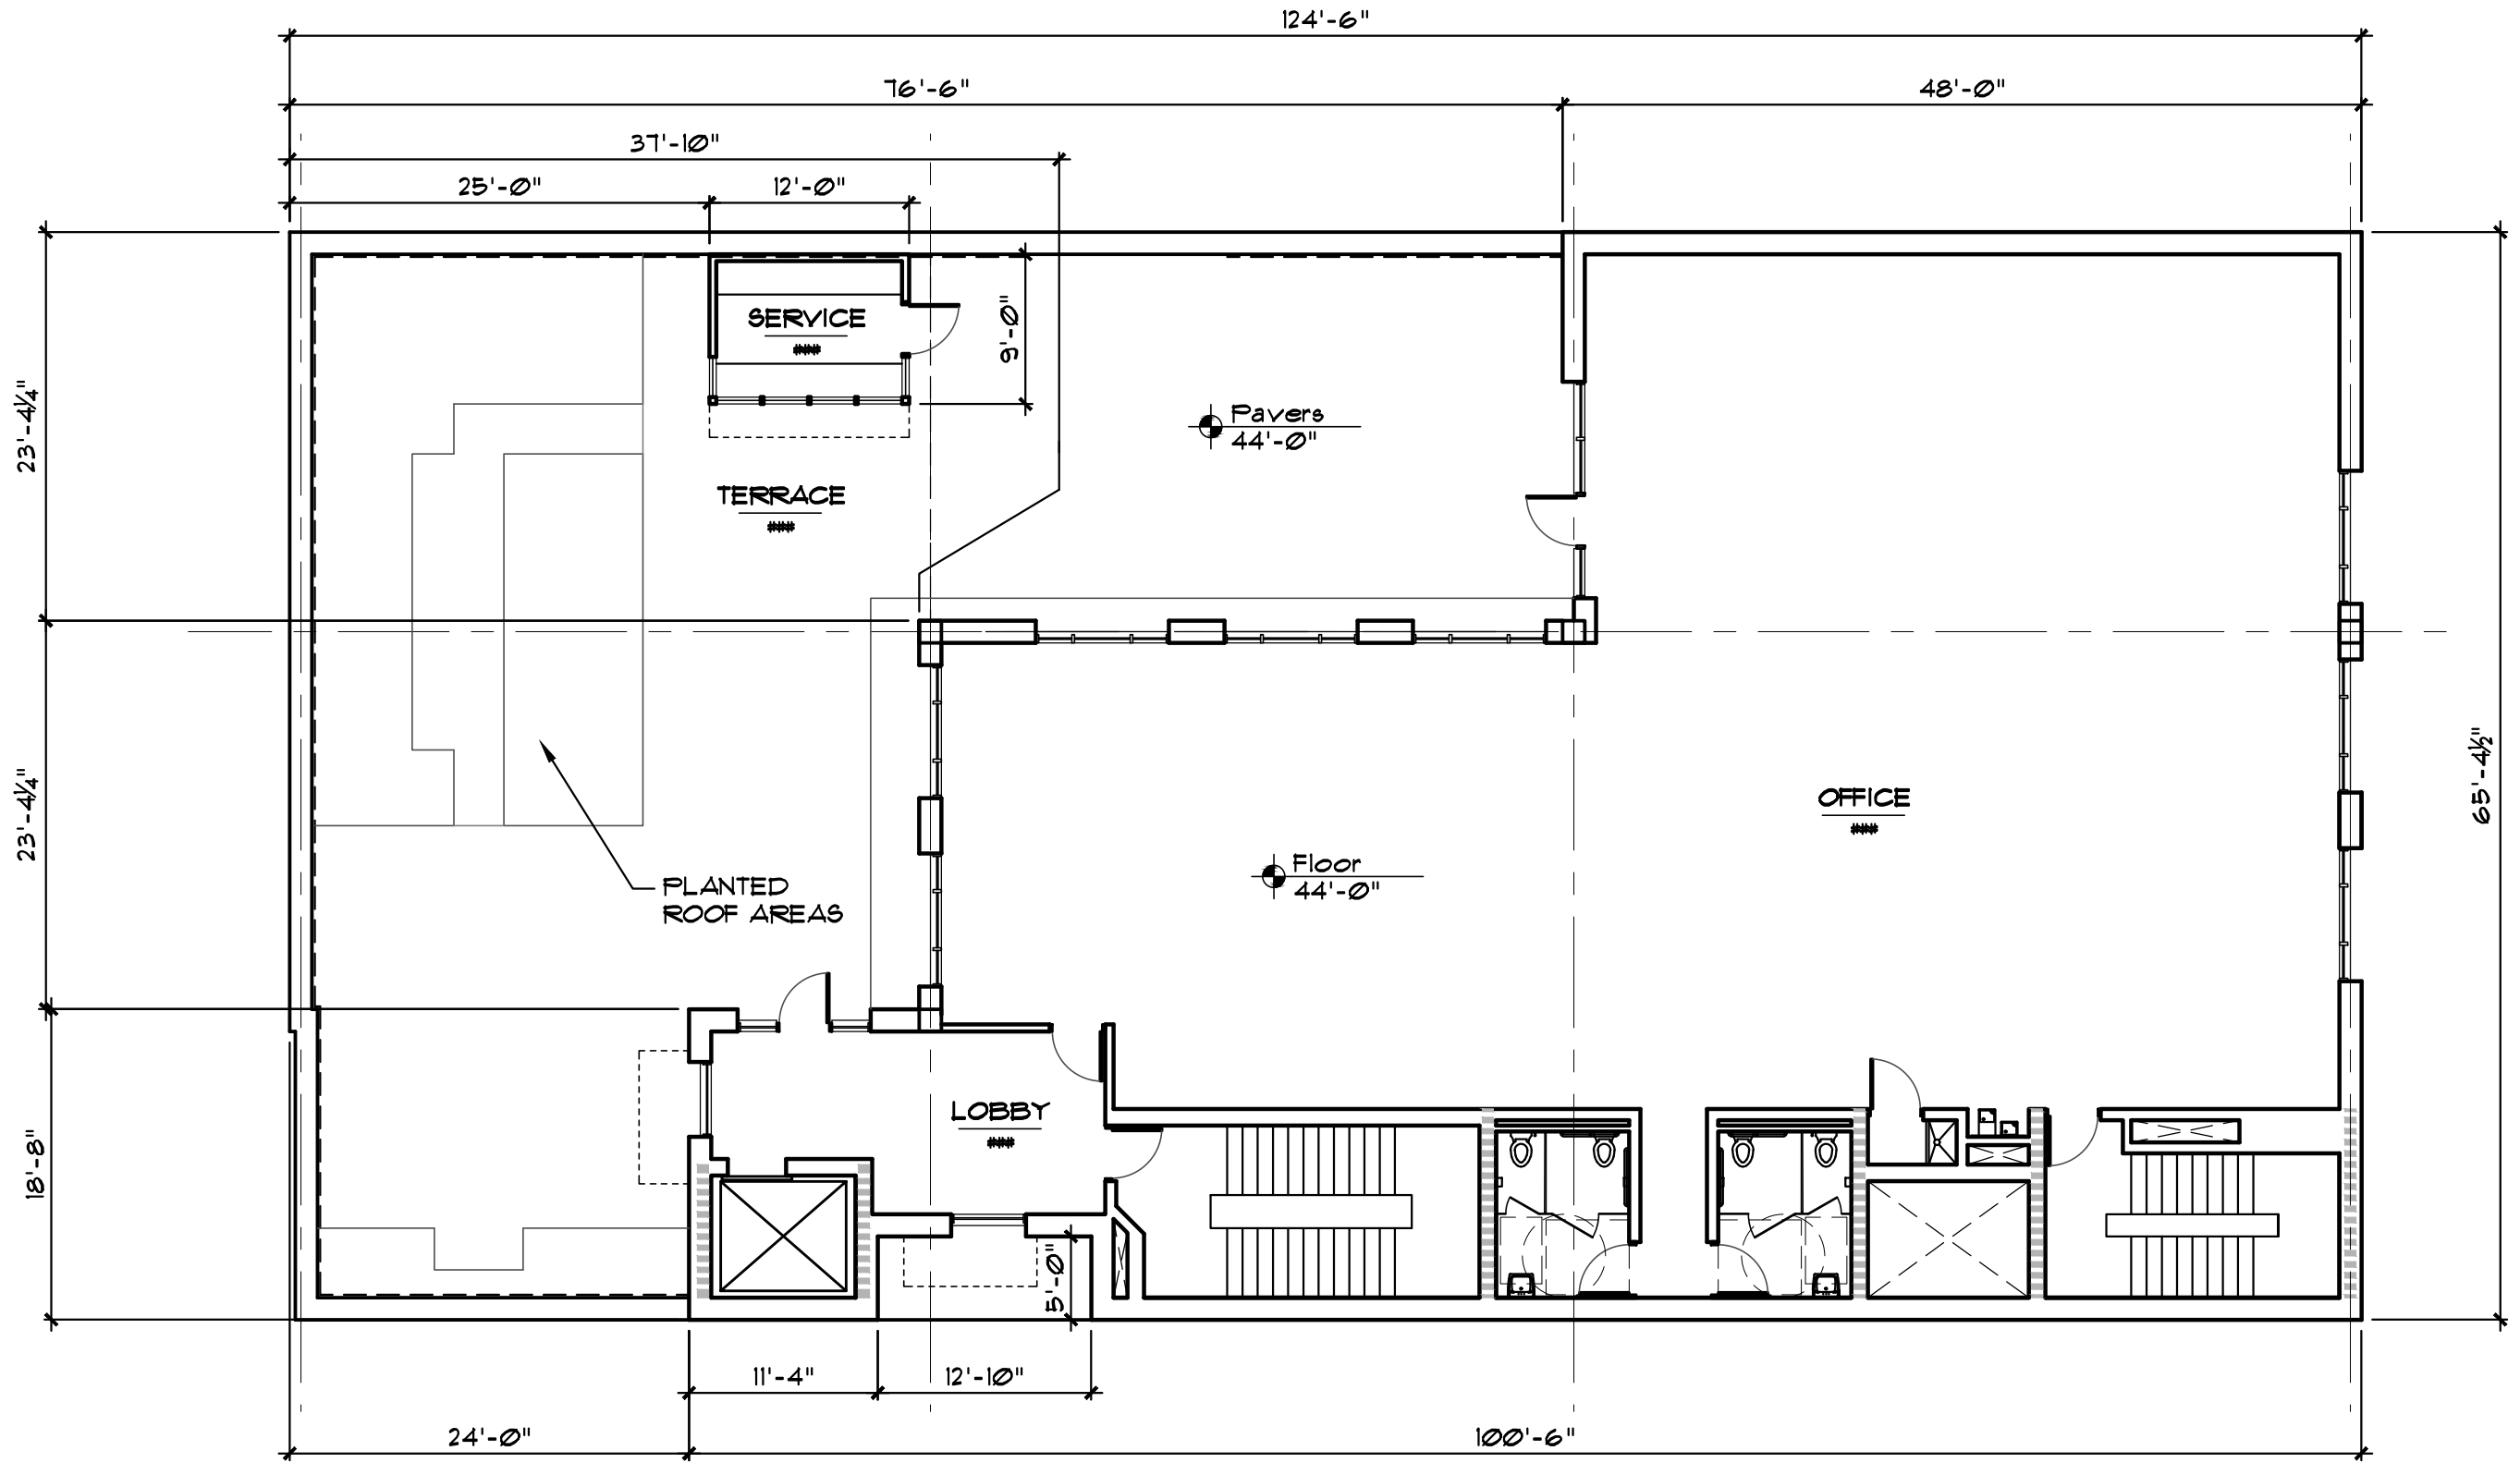 124'-6"
76'-6"
48'-0"
37'-10"
25'-0"
12'-0"
SERVICE
###
9'-0"
23'-4¼"
Pavers
44'-0"
TERRACE
###
23'-4¼"
OFFICE
###
65'-4½"
Floor
44'-0"
PLANTED
ROOF AREAS
LOBBY
###
18'-8"
5'-0"
11'-4"
12'-10"
24'-0"
100'-6"